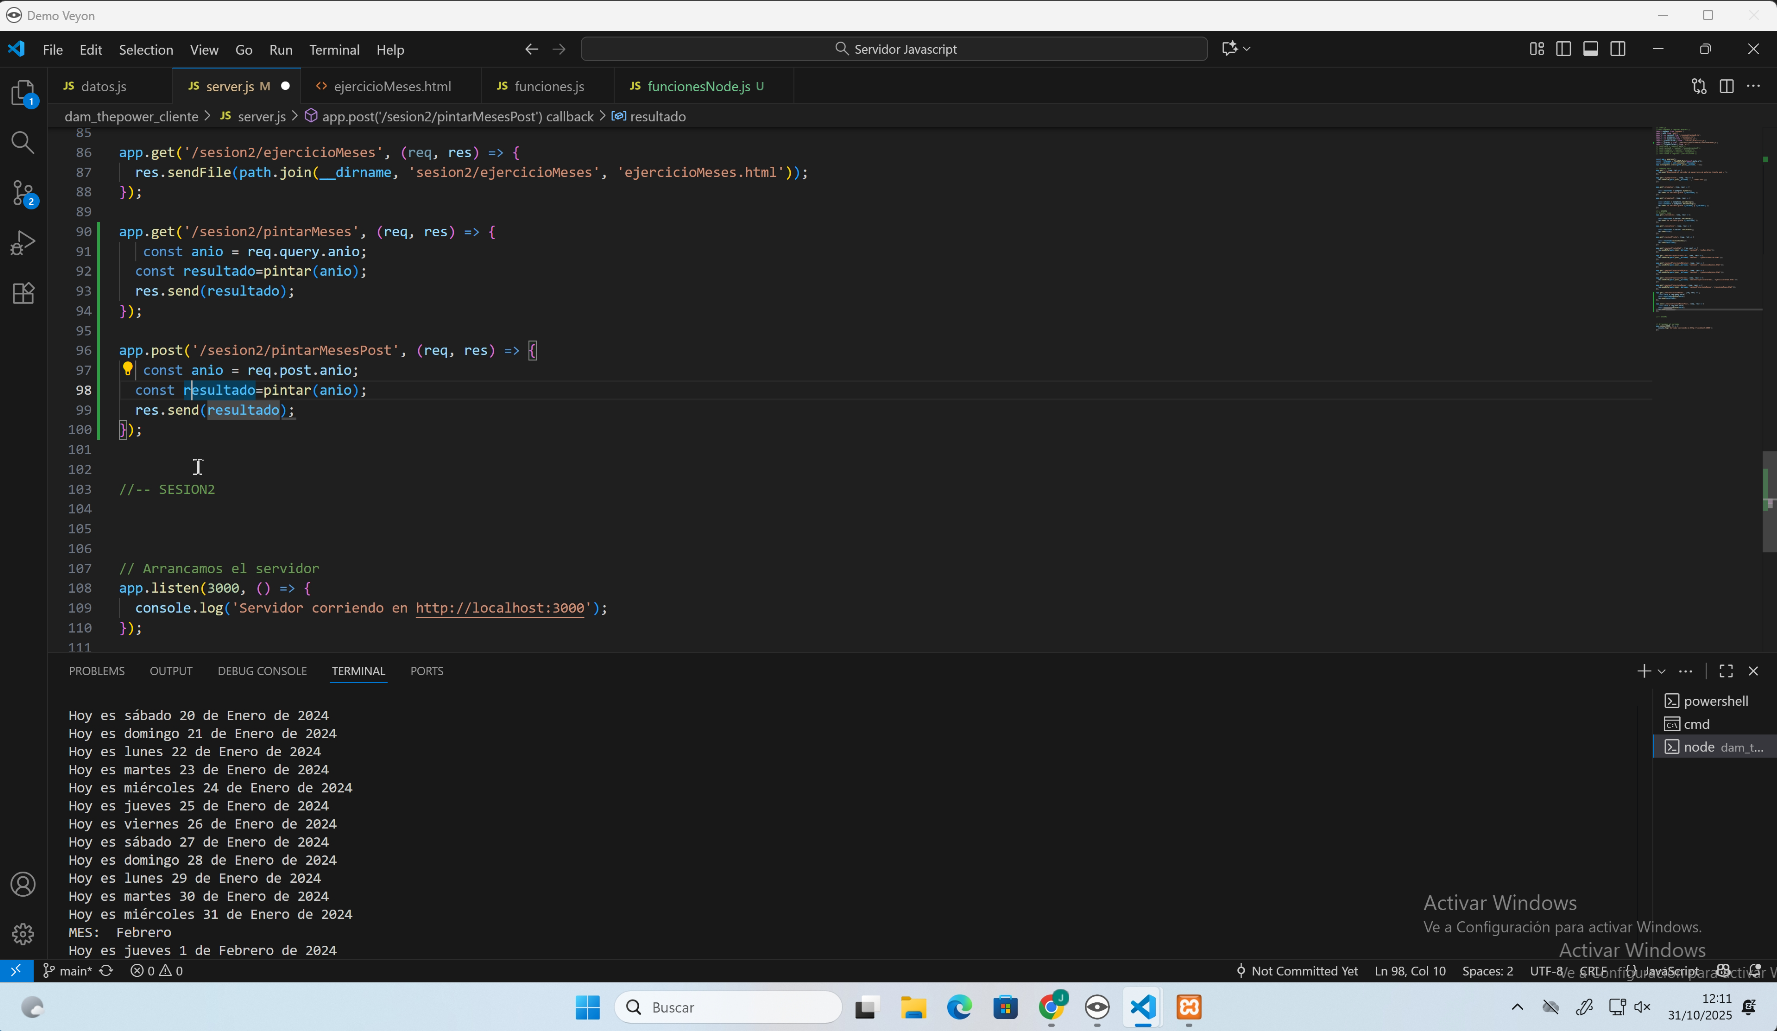 Demo Veyon
File Edit Selection View Go Run Terminal Help
Servidor Javascript
JS datos.js
JS server.js M
<> ejercicioMeses.html
JS funciones.js
JS funcionesNode.js U
dam_thepower_cliente > JS server.js > app.post('/sesion2/pintarMesesPost') callback > resultado
85
86 app.get('/sesion2/ejercicioMeses', (req, res) => {
87 res.sendFile(path.join(__dirname, 'sesion2/ejercicioMeses', 'ejercicioMeses.html'));
88 });
89
90 app.get('/sesion2/pintarMeses', (req, res) => {
91 const anio = req.query.anio;
92 const resultado=pintar(anio);
93 res.send(resultado);
94 });
95
96 app.post('/sesion2/pintarMesesPost', (req, res) => {
97 const anio = req.post.anio;
98 const resultado=pintar(anio);
99 res.send(resultado);
100 });
101
102
103 //-- SESION2
104
105
106
107 // Arrancamos el servidor
108 app.listen(3000, () => {
109 console.log('Servidor corriendo en http://localhost:3000');
110 });
111
1
2
PROBLEMS OUTPUT DEBUG CONSOLE TERMINAL PORTS
powershell
cmd
node dam_t...
Hoy es sábado 20 de Enero de 2024
Hoy es domingo 21 de Enero de 2024
Hoy es lunes 22 de Enero de 2024
Hoy es martes 23 de Enero de 2024
Hoy es miércoles 24 de Enero de 2024
Hoy es jueves 25 de Enero de 2024
Hoy es viernes 26 de Enero de 2024
Hoy es sábado 27 de Enero de 2024
Hoy es domingo 28 de Enero de 2024
Hoy es lunes 29 de Enero de 2024
Hoy es martes 30 de Enero de 2024
Hoy es miércoles 31 de Enero de 2024
MES: Febrero
Hoy es jueves 1 de Febrero de 2024
Activar Windows
Ve a Configuración para activar Windows.
Activar Windows
main* 0 0
Not Committed Yet Ln 98, Col 10 Spaces: 2 UTF-8 CRLF {} JavaScript
Buscar
12:11
31/10/2025